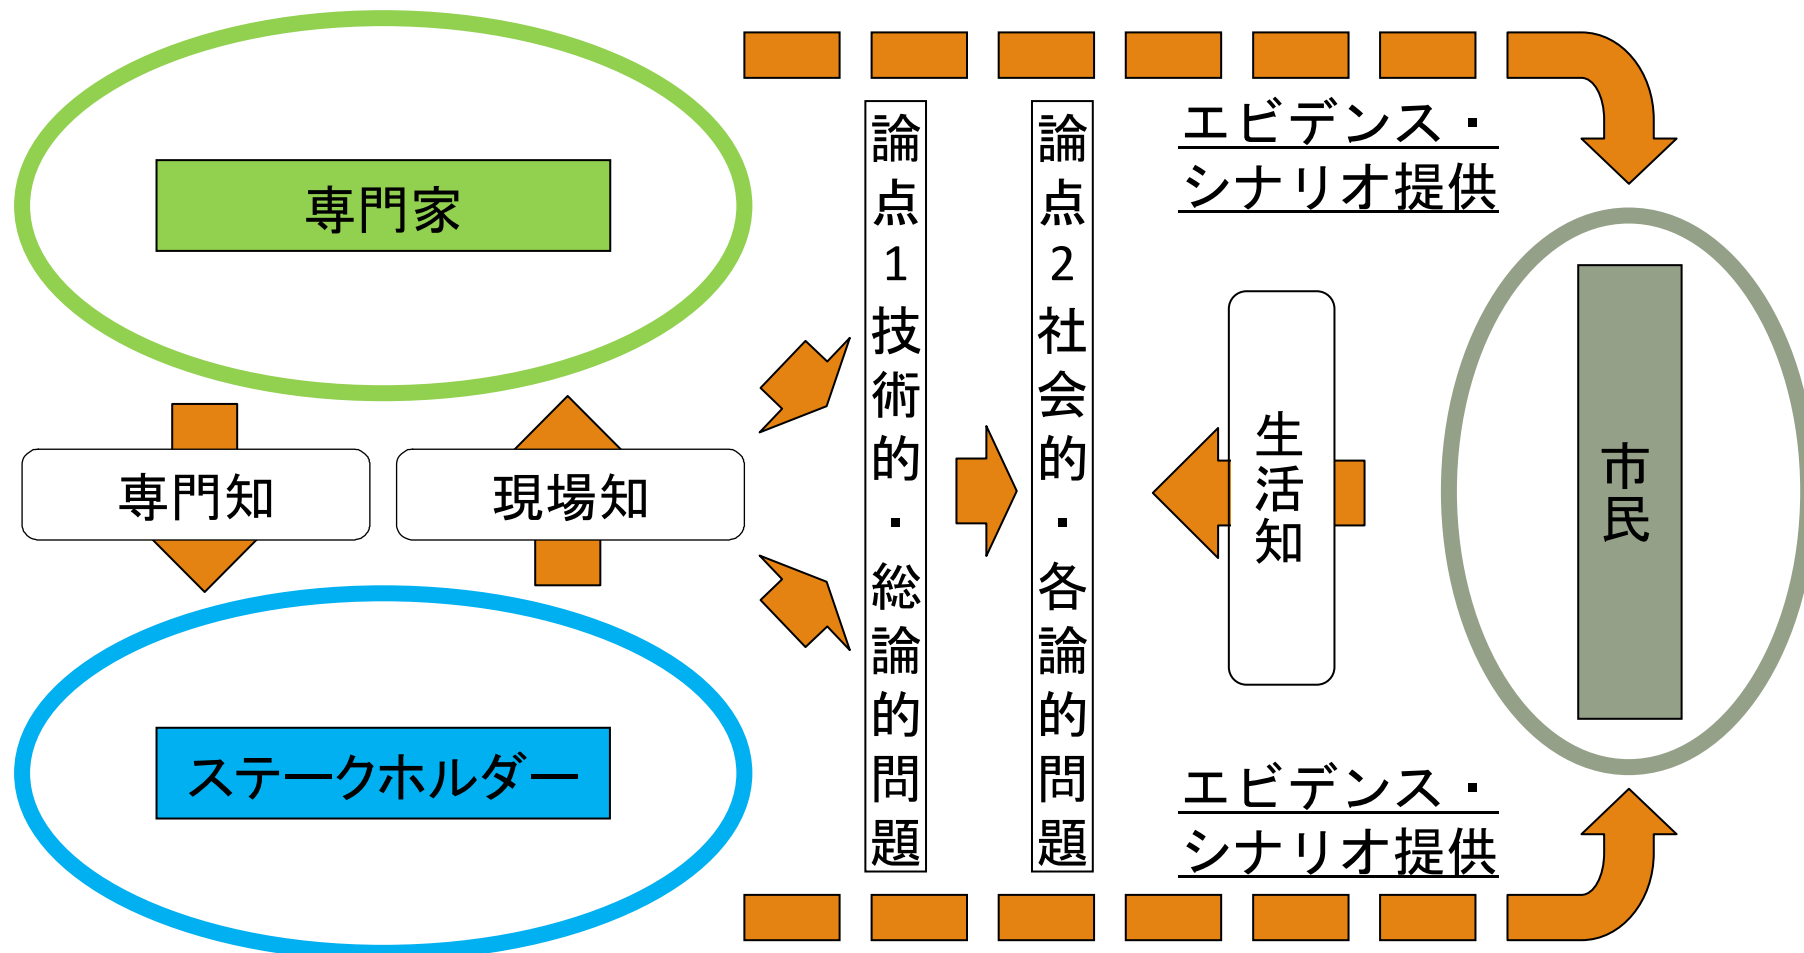 専門家
専門知
現場知
ステークホルダー
論点1技術的・総論的問題
論点2社会的・各論的問題
エビデンス・
シナリオ提供
生活知
市民
エビデンス・
シナリオ提供